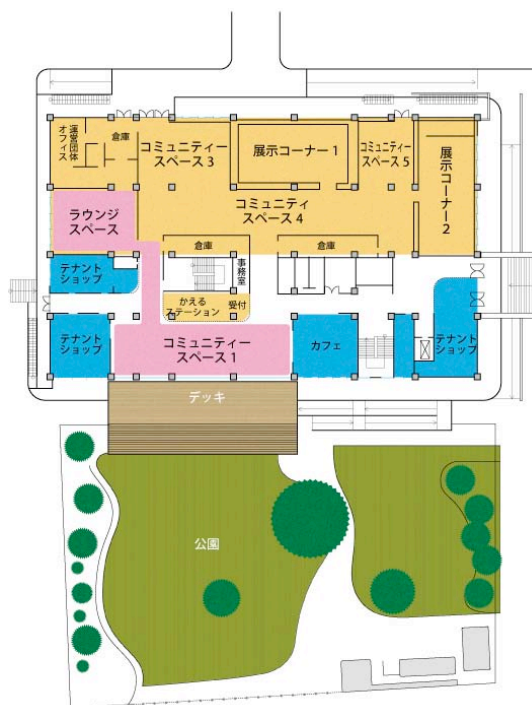 運営団体
オフィス
倉庫
コミュニティー
スペース 3
展示コーナー 1
コミュニティー
スペース 5
展示コーナー 2
ラウンジ
スペース
コミュニティ
スペース 4
倉庫
事務室
倉庫
テナント
ショップ
かえる
ステーション
受付
テナント
ショップ
コミュニティー
スペース 1
カフェ
テナント
ショップ
デッキ
公園